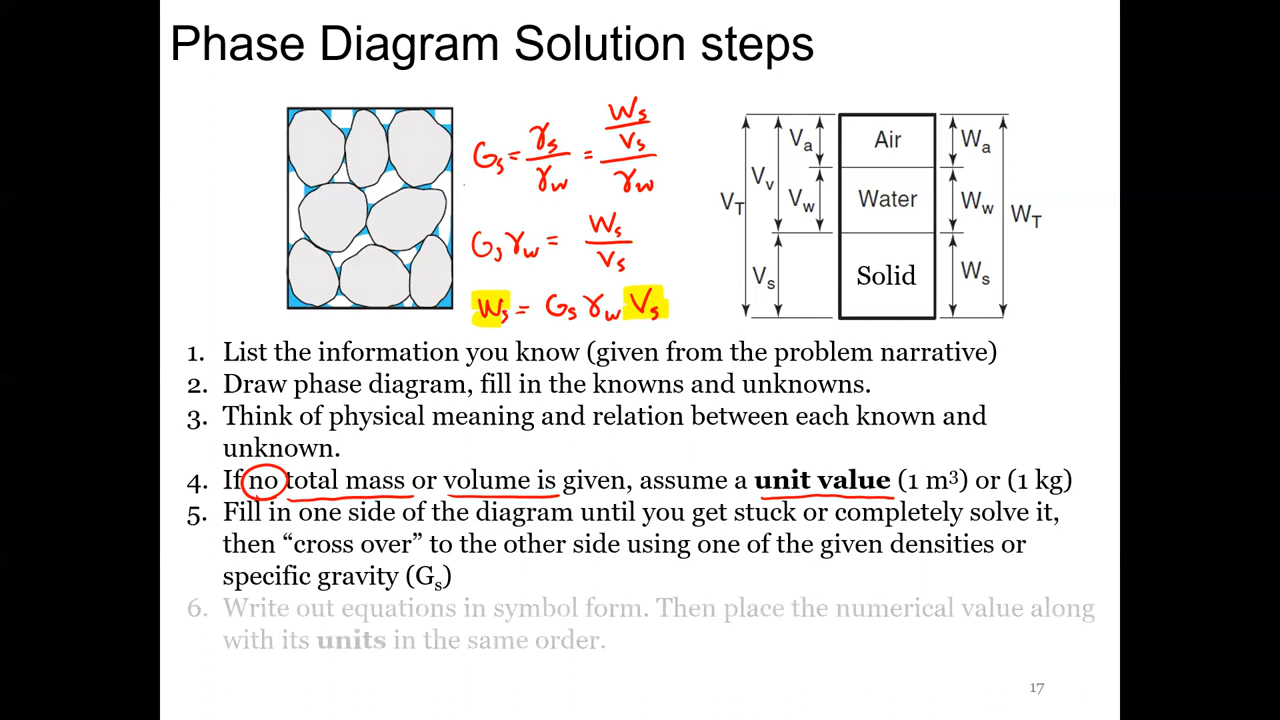 Phase Diagram Solution steps
Gₛ = γₛ / γw = (Wₛ / Vₛ) / γw
Gₛ γw = Wₛ / Vₛ
Wₛ = Gₛ γw Vₛ
Va Air Wa
Vv
VT Vw Water Ww WT
Vs Solid Ws
1. List the information you know (given from the problem narrative)
2. Draw phase diagram, fill in the knowns and unknowns.
3. Think of physical meaning and relation between each known and
unknown.
4. If no total mass or volume is given, assume a unit value (1 m³) or (1 kg)
5. Fill in one side of the diagram until you get stuck or completely solve it,
then “cross over” to the other side using one of the given densities or
specific gravity (Gₛ)
6. Write out equations in symbol form. Then place the numerical value along
with its units in the same order.
17